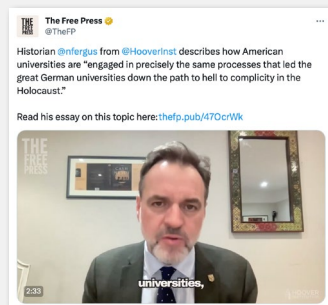 THE
FREE
PRESS
The Free Press
@TheFP
Historian @nfergus from @HooverInst describes how American
universities are “engaged in precisely the same processes that led the
great German universities down the path to hell to complicity in the
Holocaust.”
Read his essay on this topic here:thefp.pub/47OcrWk
THE
FREE
PRESS
universities,
2:33